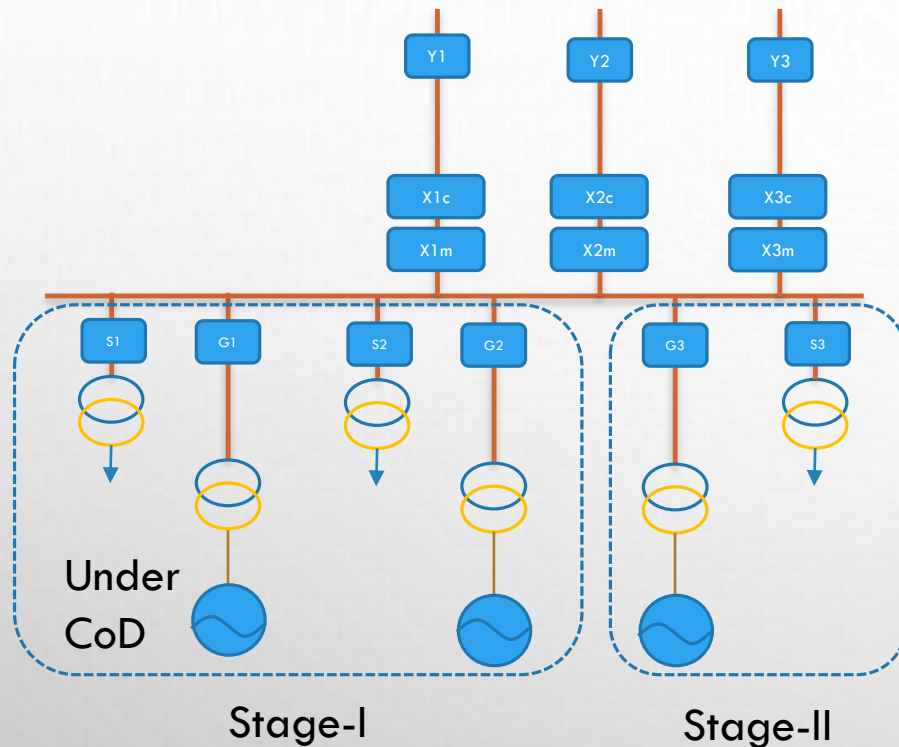 Y1
Y2
Y3
X1c
X2c
X3c
X1m
X2m
X3m
S1
G1
S2
G2
G3
S3
Under
CoD
Stage-I
Stage-II